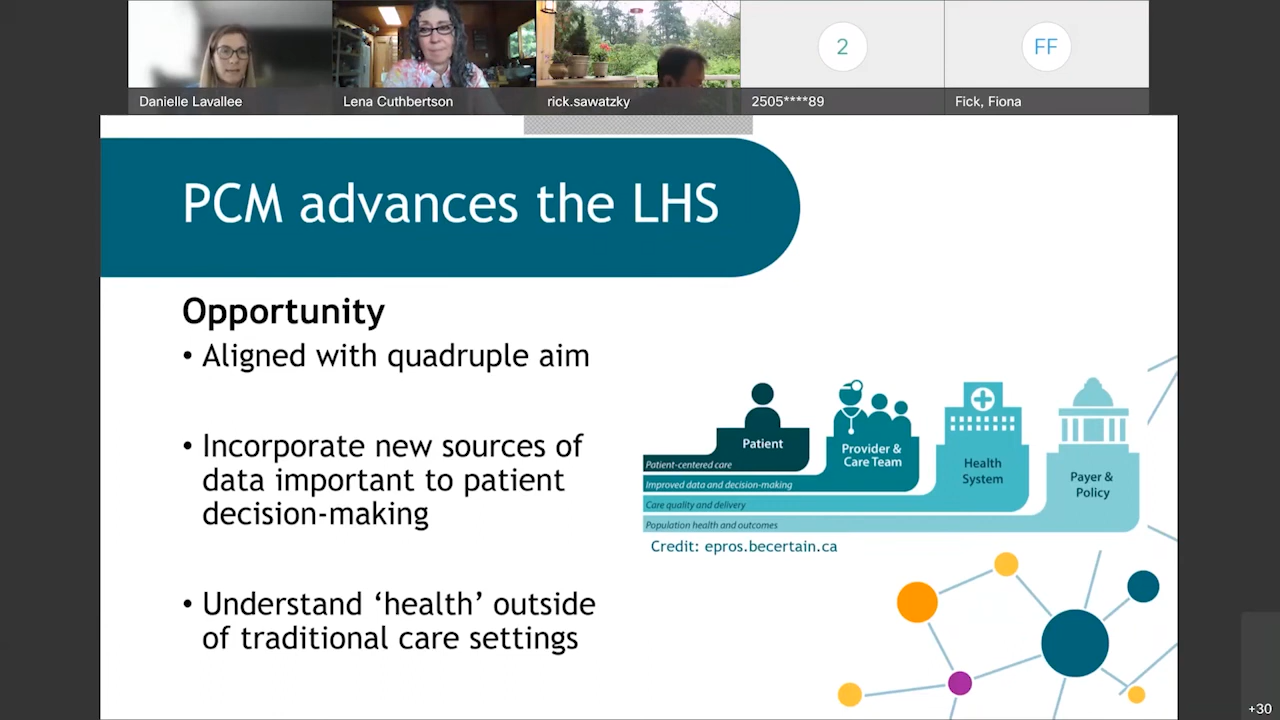 Danielle Lavallee
Lena Cuthbertson
rick.sawatzky
2
2505****89
FF
Fick, Fiona
PCM advances the LHS
Opportunity
• Aligned with quadruple aim
• Incorporate new sources of
data important to patient
decision-making
• Understand ‘health’ outside
of traditional care settings
Patient
Provider &
Care Team
Health
System
Payer &
Policy
Patient-centered care
Improved data and decision-making
Care quality and delivery
Population health and outcomes
Credit: epros.becertain.ca
+30